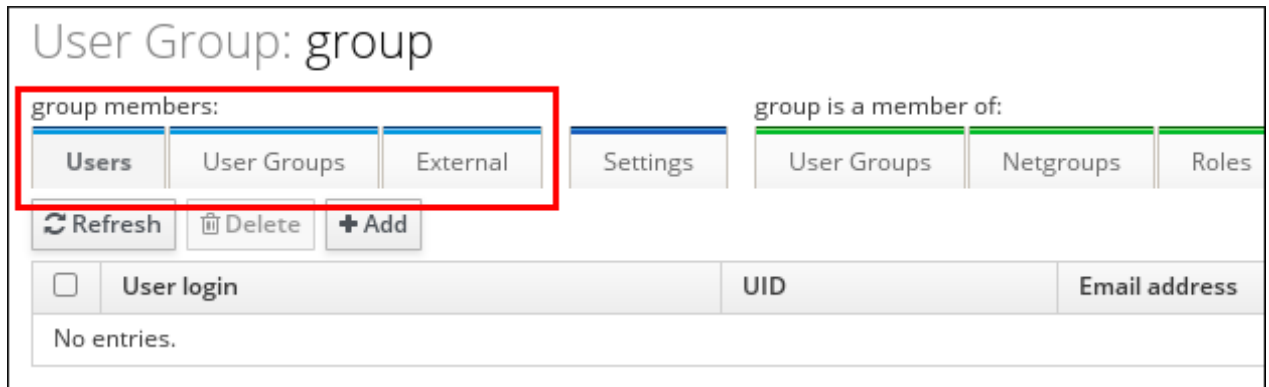 User Group: group
group members: group is a member of:
Users User Groups External Settings User Groups Netgroups Roles
Refresh Delete Add
User login UID Email address
No entries.